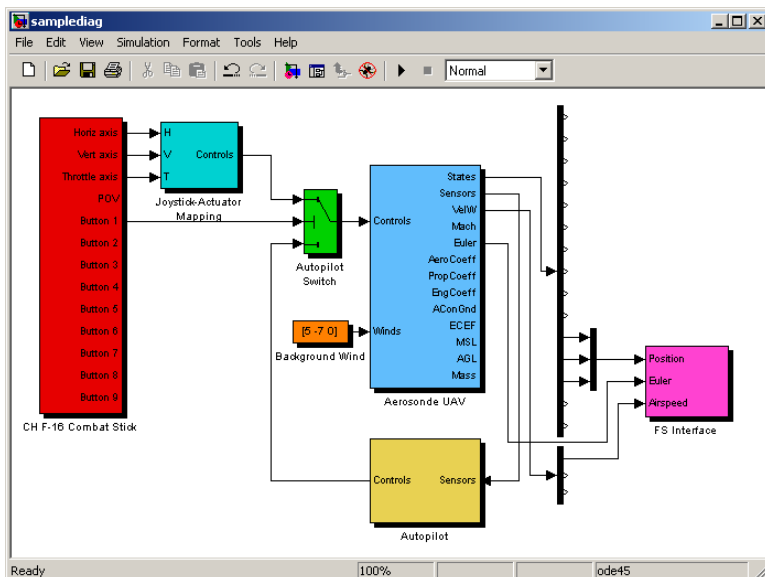 samplediag
File Edit View Simulation Format Tools Help
Normal
Horiz axis
Vert axis
Throttle axis
POV
Button 1
Button 2
Button 3
Button 4
Button 5
Button 6
Button 7
Button 8
Button 9
CH F-16 Combat Stick
H
V
T
Controls
Joystick-Actuator
Mapping
Autopilot
Switch
[5 -7 0]
Background Wind
Controls
Winds
States
Sensors
VelW
Mach
Euler
AeroCoeff
PropCoeff
EngCoeff
AConGnd
ECEF
MSL
AGL
Mass
Aerosonde UAV
Controls
Sensors
Autopilot
Position
Euler
Airspeed
FS Interface
Ready 100% ode45